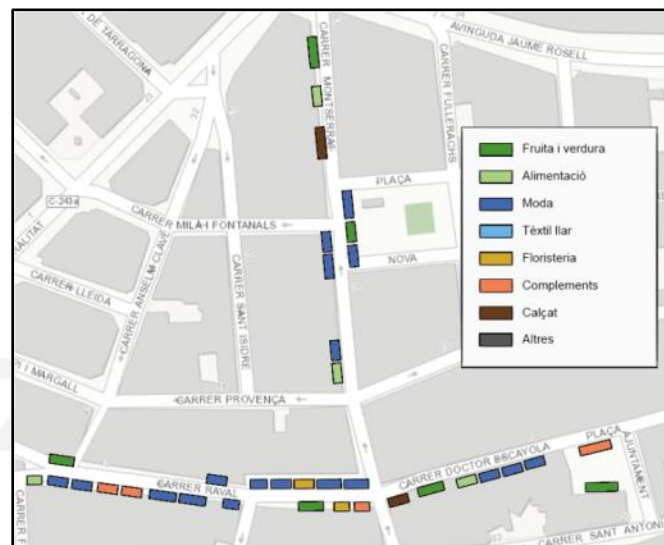 DE TARRAGONA
CARRER
MONTSERRAT
AVINGUDA JAUME ROSELL
CARRER FULLERACHS
Fruita i verdura
Alimentació
Moda
Tèxtil llar
Floristeria
Complements
Calçat
Altres
PLAÇA
C-243a
CARRER MILÀ I FONTANALS
NOVA
CARRER ANSELM CLAVÉ
CARRER SANT ISIDRE
CARRER LLEIDA
PI I MARGALL
CARRER PROVENÇA
PLAÇA
AJUNTAMENT
CARRER DOCTOR ESCAYOLA
CARRER RAVAL
CARRER SANT ANTONI